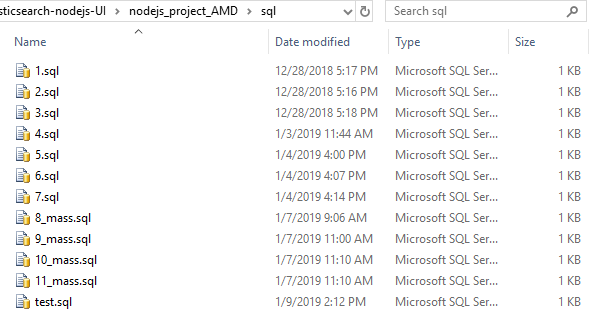 sticsearch-nodejs-UI > nodejs_project_AMD > sql Search sql
Name Date modified Type Size
1.sql 12/28/2018 5:17 PM Microsoft SQL Ser... 1 KB
2.sql 12/28/2018 5:16 PM Microsoft SQL Ser... 1 KB
3.sql 12/28/2018 5:18 PM Microsoft SQL Ser... 1 KB
4.sql 1/3/2019 11:44 AM Microsoft SQL Ser... 1 KB
5.sql 1/4/2019 4:00 PM Microsoft SQL Ser... 1 KB
6.sql 1/4/2019 4:07 PM Microsoft SQL Ser... 1 KB
7.sql 1/4/2019 4:14 PM Microsoft SQL Ser... 1 KB
8_mass.sql 1/7/2019 9:06 AM Microsoft SQL Ser... 1 KB
9_mass.sql 1/7/2019 11:00 AM Microsoft SQL Ser... 1 KB
10_mass.sql 1/7/2019 11:10 AM Microsoft SQL Ser... 1 KB
11_mass.sql 1/7/2019 11:10 AM Microsoft SQL Ser... 1 KB
test.sql 1/9/2019 2:12 PM Microsoft SQL Ser... 1 KB